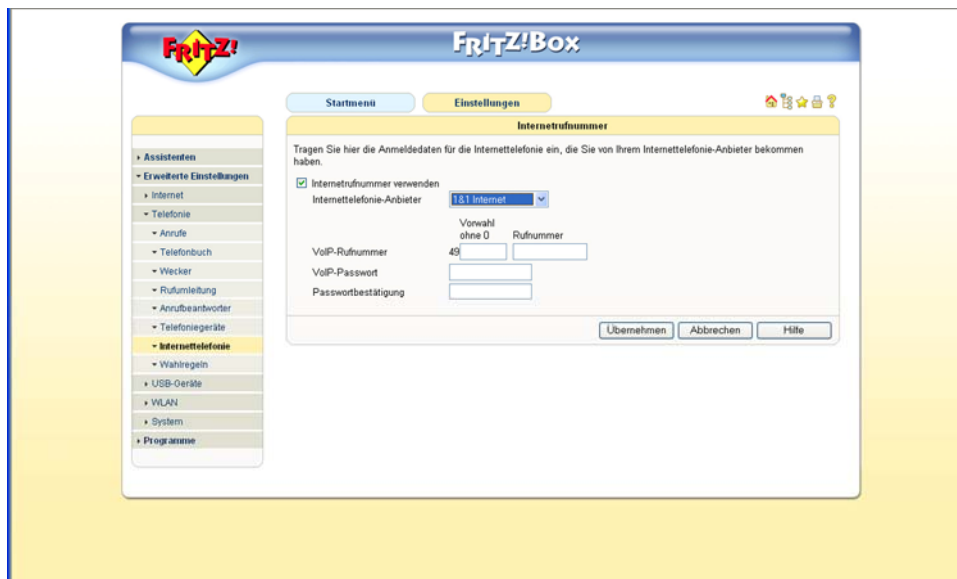 FRITZ!
FRITZ!Box
Startmenü
Einstellungen
Internetrufnummer
Assistenten
Erweiterte Einstellungen
Internet
Telefonie
Anrufe
Telefonbuch
Wecker
Rufumleitung
Anrufbeantworter
Telefoniegeräte
Internettelefonie
Wahlregeln
USB-Geräte
WLAN
System
Programme
Tragen Sie hier die Anmeldedaten für die Internettelefonie ein, die Sie von Ihrem Internettelefonie-Anbieter bekommen
haben.
Internetrufnummer verwenden
Internettelefonie-Anbieter 1&1 Internet
Vorwahl
ohne 0 Rufnummer
VoIP-Rufnummer 49
VoIP-Passwort
Passwortbestätigung
Übernehmen Abbrechen Hilfe